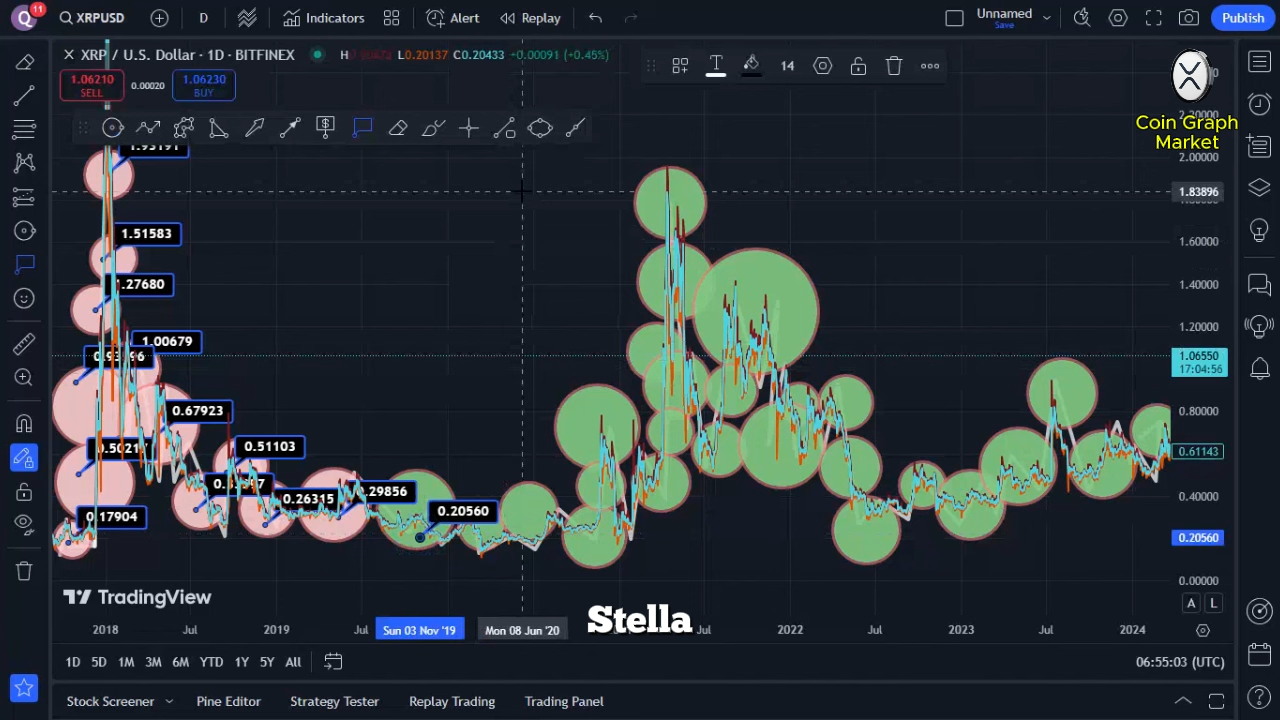 Q 11 XRPUSD D Indicators Alert Replay Unnamed Save Publish
XRP / U.S. Dollar · 1D · BITFINEX L0.20137 C0.20433 +0.00091 (+0.45%)
1.06210 SELL 0.00020 1.06230 BUY
14
Coin Graph
Market
2.20000
2.00000
1.83896
1.60000
1.40000
1.20000
1.06550
17:04:56
0.80000
0.61143
0.40000
0.20560
0.00000
1.93191
1.51583
1.27680
1.00679
0.67923
0.51103
0.26315
0.29856
0.20560
0.17904
TradingView
Stella
A L
2018 Jul 2019 Jul Sun 03 Nov '19 Mon 08 Jun '20 Jul 2022 Jul 2023 Jul 2024
1D 5D 1M 3M 6M YTD 1Y 5Y All 06:55:03 (UTC)
Stock Screener Pine Editor Strategy Tester Replay Trading Trading Panel